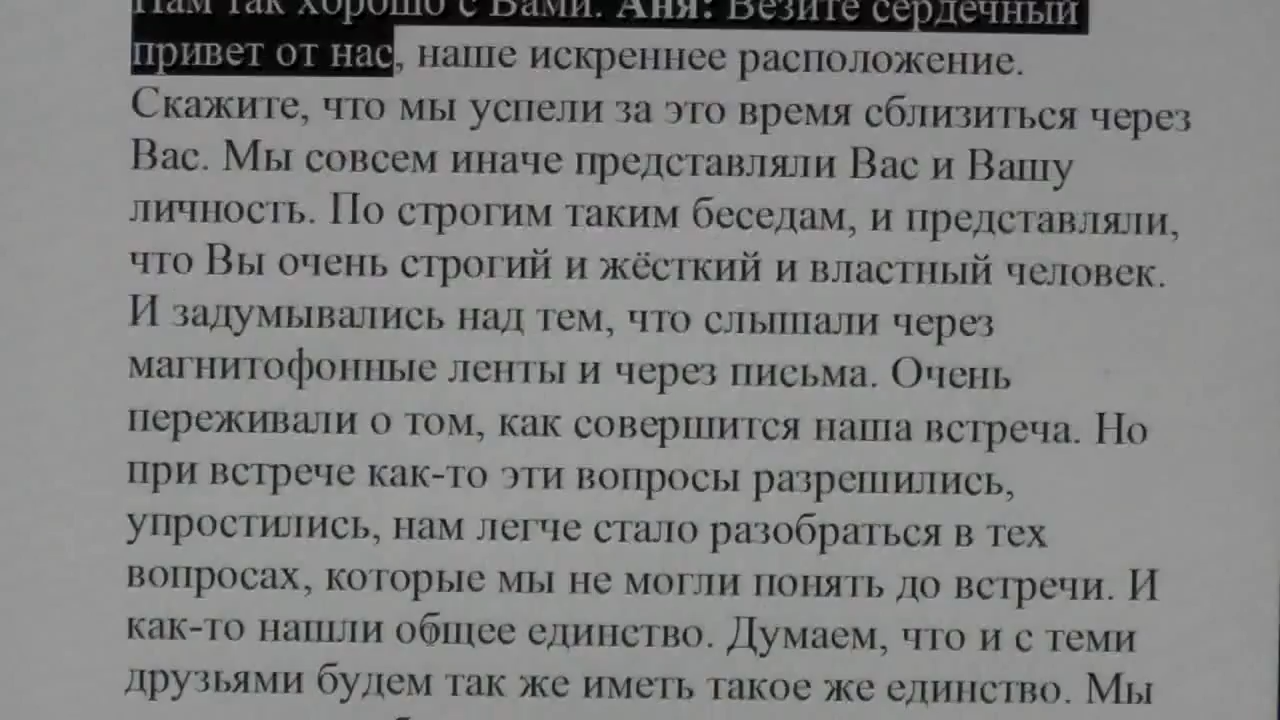 Нам так хорошо с Вами. Аня: Везите сердечный
привет от нас, наше искреннее расположение.
Скажите, что мы успели за это время сблизиться через
Вас. Мы совсем иначе представляли Вас и Вашу
личность. По строгим таким беседам, и представляли,
что Вы очень строгий и жёсткий и властный человек.
И задумывались над тем, что слышали через
магнитофонные ленты и через письма. Очень
переживали о том, как совершится наша встреча. Но
при встрече как-то эти вопросы разрешились,
упростились, нам легче стало разобраться в тех
вопросах, которые мы не могли понять до встречи. И
как-то нашли общее единство. Думаем, что и с теми
друзьями будем так же иметь такое же единство. Мы